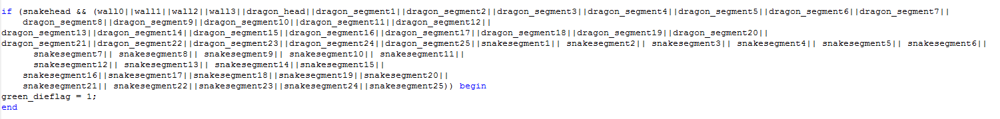 if (snakehead && (wall0||wall1||wall2||wall3||dragon_head||dragon_segment1||dragon_segment2||dragon_segment3||dragon_segment4||dragon_segment5||dragon_segment6||dragon_segment7||
dragon_segment8||dragon_segment9||dragon_segment10||dragon_segment11||dragon_segment12||
dragon_segment13||dragon_segment14||dragon_segment15||dragon_segment16||dragon_segment17||dragon_segment18||dragon_segment19||dragon_segment20||
dragon_segment21||dragon_segment22||dragon_segment23||dragon_segment24||dragon_segment25||snakesegment1|| snakesegment2|| snakesegment3|| snakesegment4|| snakesegment5|| snakesegment6||
snakesegment7|| snakesegment8|| snakesegment9|| snakesegment10|| snakesegment11||
snakesegment12|| snakesegment13|| snakesegment14||snakesegment15||
snakesegment16||snakesegment17||snakesegment18||snakesegment19||snakesegment20||
snakesegment21|| snakesegment22||snakesegment23||snakesegment24||snakesegment25)) begin
green_dieflag = 1;
end